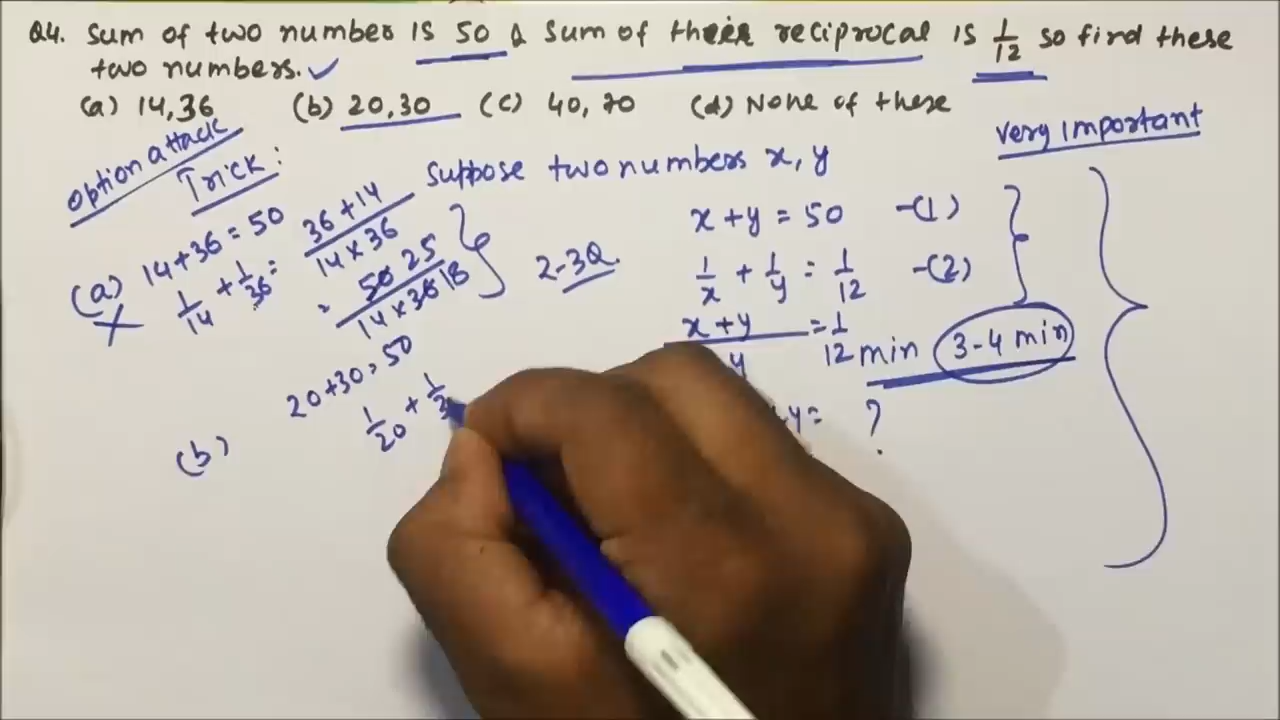 Q4. Sum of two number is 50 & Sum of their reciprocal is 1/12 so find these
two numbers. ✓
(a) 14,36 (b) 20,30 (c) 40,70 (d) None of these
option attack
Trick:
very important
suppose two numbers x, y
x + y = 50 -(1)
1/x + 1/y = 1/12 -(2)
x + y = 1/12
y
y = ?
min 3-4 min
(a) 14+36 = 50
1/14 + 1/36 = 36+14/14×36
= 50 25/14×36 18
2-3Q.
(b) 20+30 = 50
1/20 +